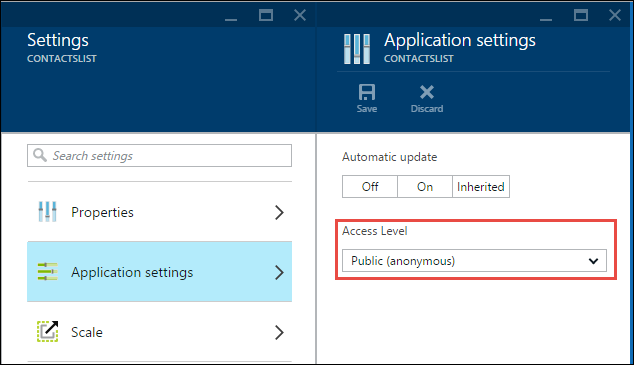 Settings
CONTACTSLIST
Search settings
Properties
Application settings
Scale
Application settings
CONTACTSLIST
Save
Discard
Automatic update
Off
On
Inherited
Access Level
Public (anonymous)